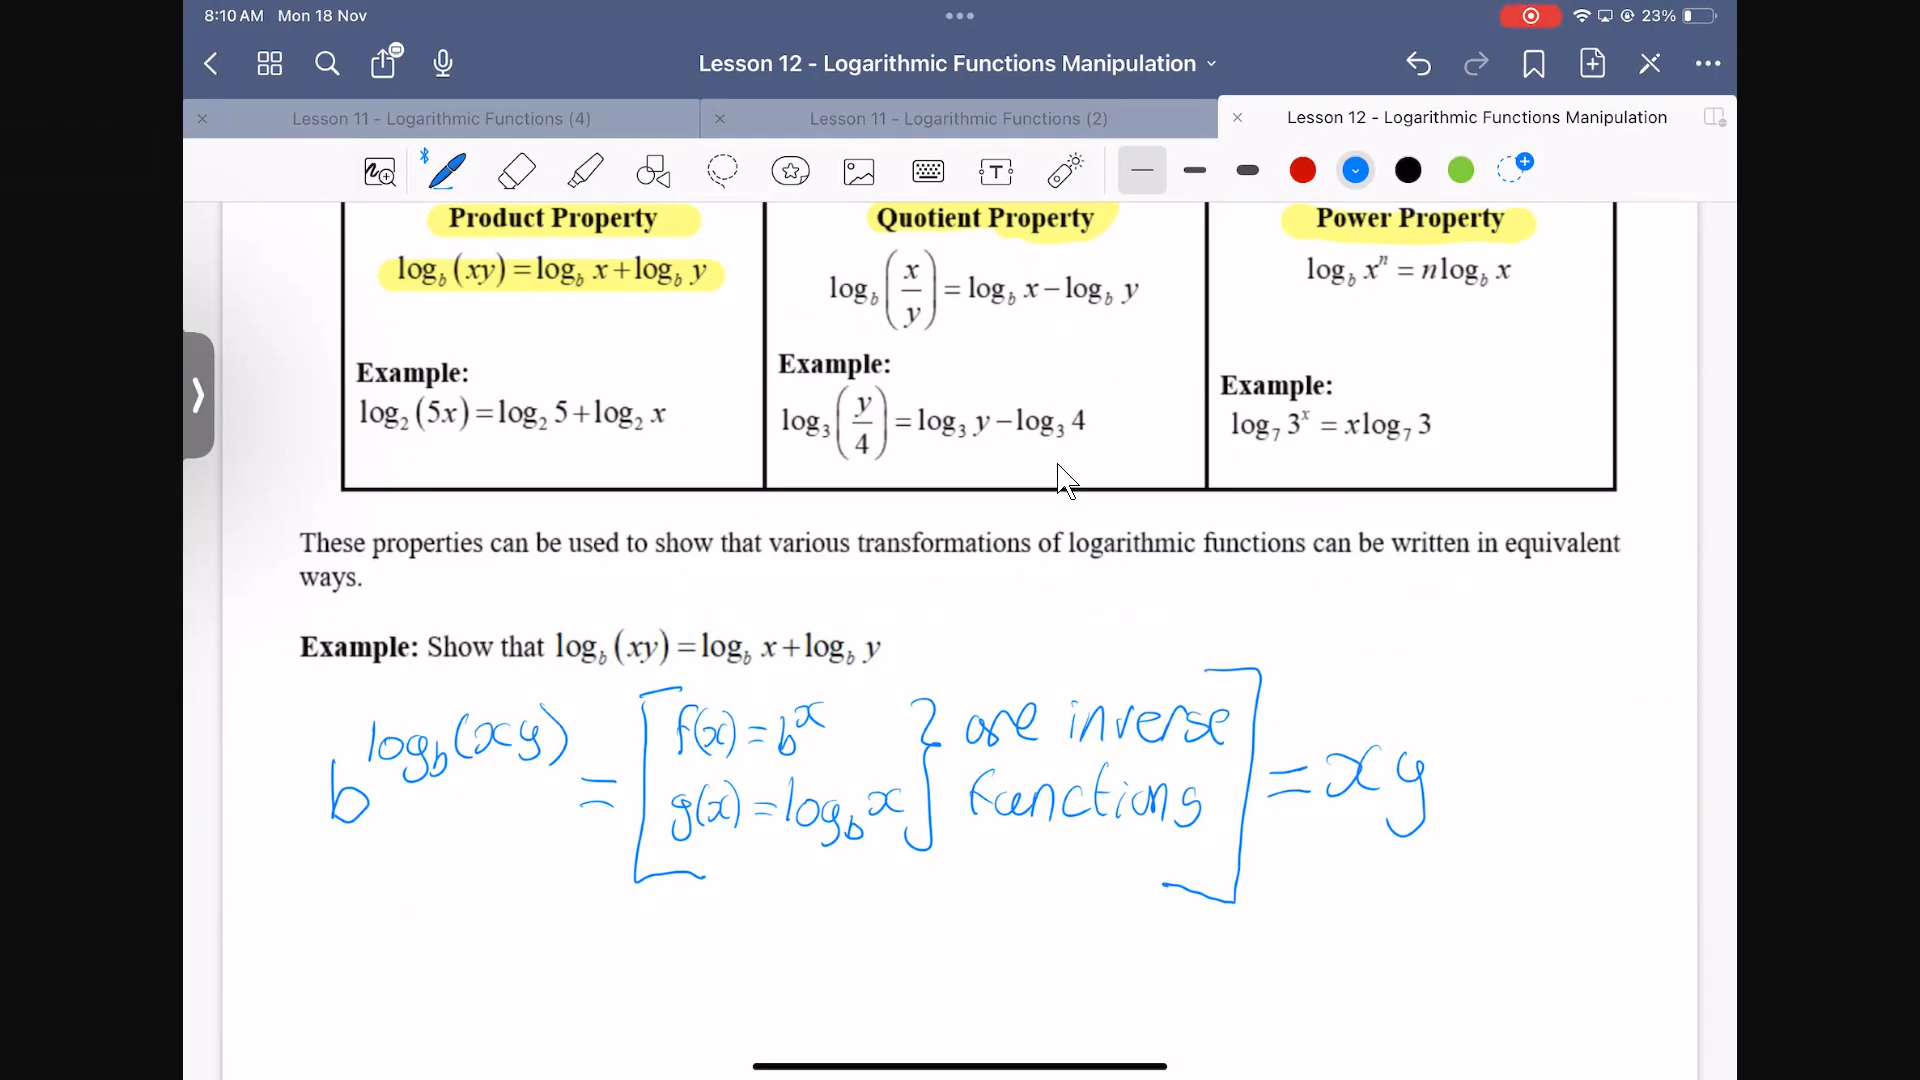 8:10 AM Mon 18 Nov
23%
Lesson 12 - Logarithmic Functions Manipulation
Lesson 11 - Logarithmic Functions (4)
Lesson 11 - Logarithmic Functions (2)
Lesson 12 - Logarithmic Functions Manipulation
Product Property
log_b (xy) = log_b x + log_b y
Example:
log_2 (5x) = log_2 5 + log_2 x
Quotient Property
log_b (x/y) = log_b x − log_b y
Example:
log_3 (y/4) = log_3 y − log_3 4
Power Property
log_b x^n = n log_b x
Example:
log_7 3^x = x log_7 3
These properties can be used to show that various transformations of logarithmic functions can be written in equivalent
ways.
Example: Show that log_b (xy) = log_b x + log_b y
b^(log_b(xy)) = [ f(x) = b^x } are inverse
g(x) = log_b x } functions ] = xy